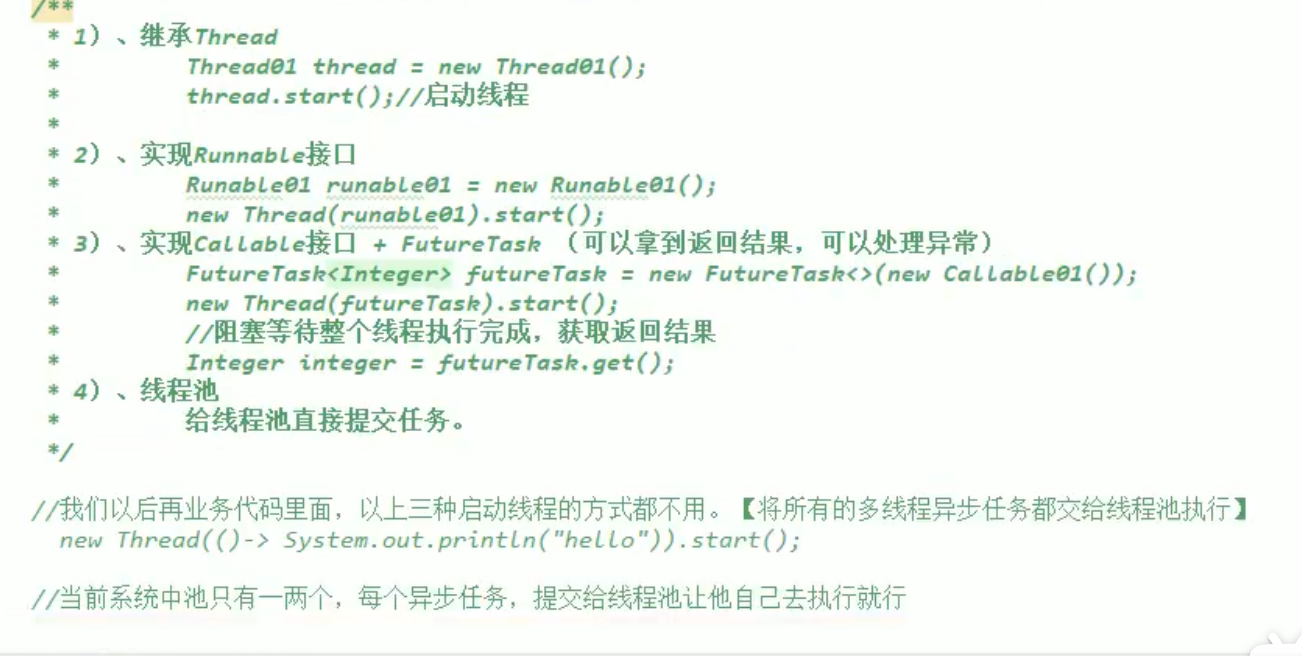 /**
* 1）、继承Thread
* Thread01 thread = new Thread01();
* thread.start();//启动线程
*
* 2）、实现Runnable接口
* Runable01 runable01 = new Runable01();
* new Thread(runable01).start();
* 3）、实现Callable接口 + FutureTask （可以拿到返回结果，可以处理异常）
* FutureTask<Integer> futureTask = new FutureTask<>(new Callable01());
* new Thread(futureTask).start();
* //阻塞等待整个线程执行完成，获取返回结果
* Integer integer = futureTask.get();
* 4）、线程池
* 给线程池直接提交任务。
*/
//我们以后再业务代码里面，以上三种启动线程的方式都不用。【将所有的多线程异步任务都交给线程池执行】
new Thread(()-> System.out.println("hello")).start();
//当前系统中池只有一两个，每个异步任务，提交给线程池让他自己去执行就行